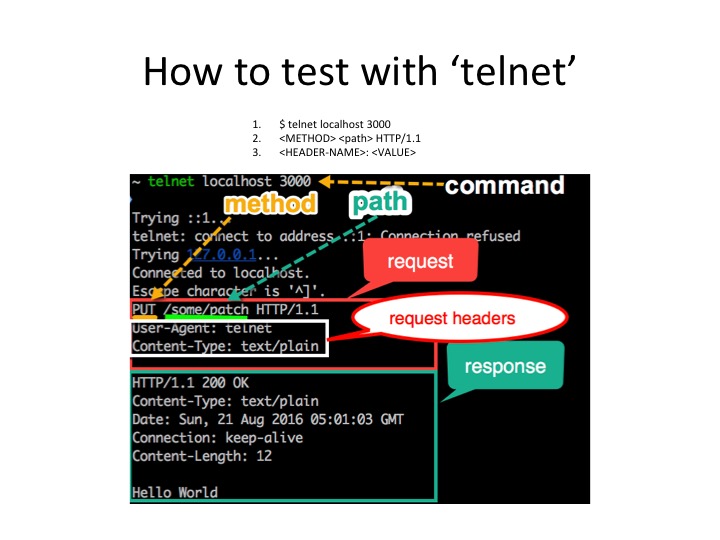 How to test with ‘telnet’
1. $ telnet localhost 3000
2. <METHOD> <path> HTTP/1.1
3. <HEADER-NAME>: <VALUE>
~ telnet localhost 3000
command
method
path
Trying ::1...
telnet: connect to address ::1: Connection refused
Trying 127.0.0.1...
request
Connected to localhost.
Escape character is '^]'.
PUT /some/patch HTTP/1.1
request headers
User-Agent: telnet
Content-Type: text/plain
response
HTTP/1.1 200 OK
Content-Type: text/plain
Date: Sun, 21 Aug 2016 05:01:03 GMT
Connection: keep-alive
Content-Length: 12
Hello World